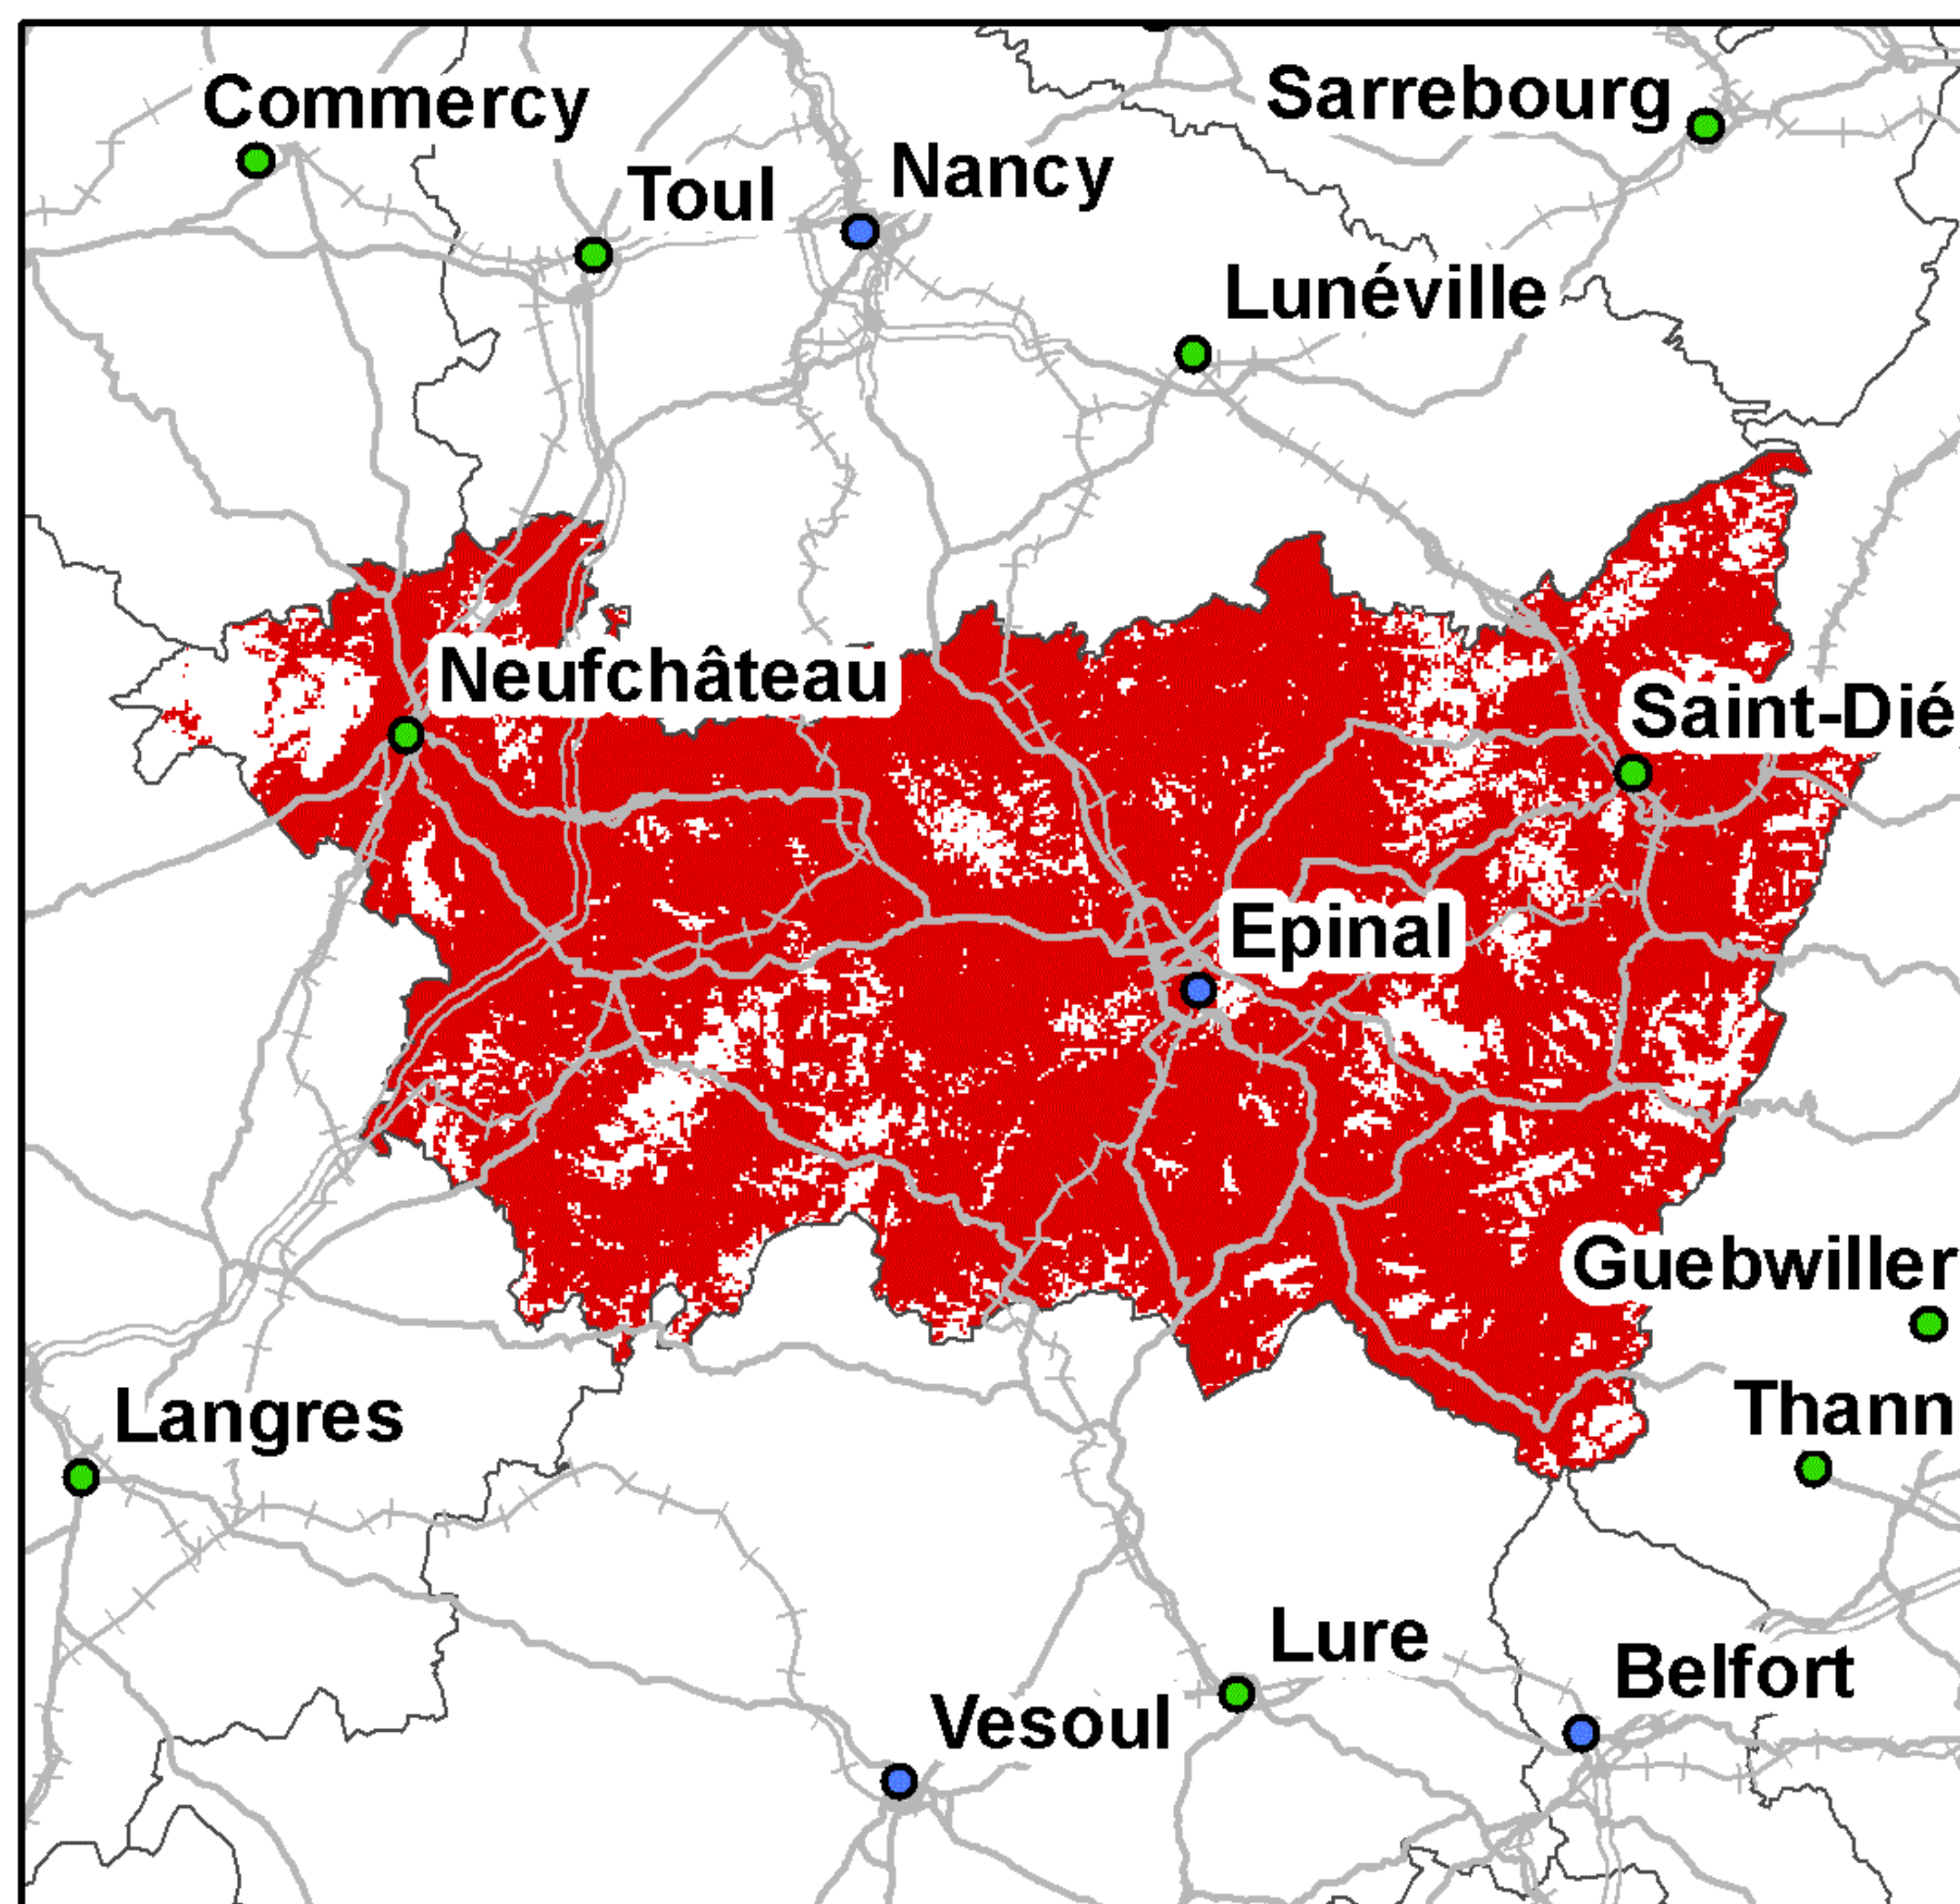 Commercy
Sarrebourg
Toul
Nancy
Lunéville
Neufchâteau
Saint-Dié
Epinal
Guebwiller
Langres
Thann
Lure
Belfort
Vesoul